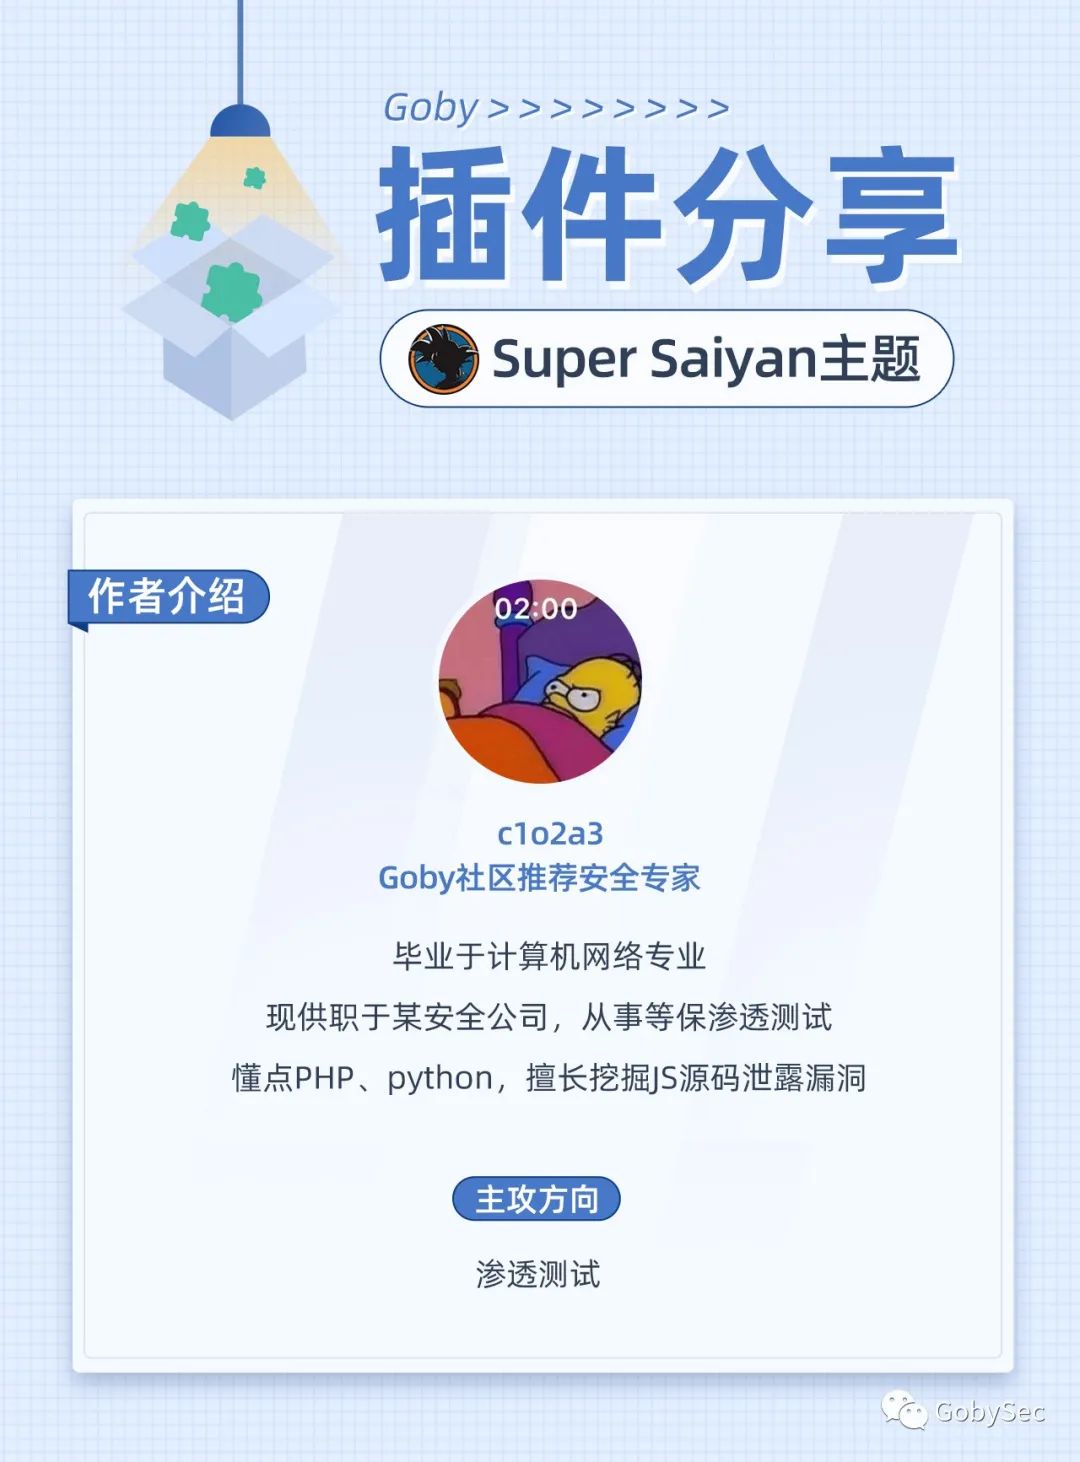 Goby>>>>>>>>
插件分享
Super Saiyan主题
作者介绍
02:00
c1o2a3
Goby社区推荐安全专家
毕业于计算机网络专业
现供职于某安全公司，从事等保渗透测试
懂点PHP、python，擅长挖掘JS源码泄露漏洞
主攻方向
渗透测试
GobySec